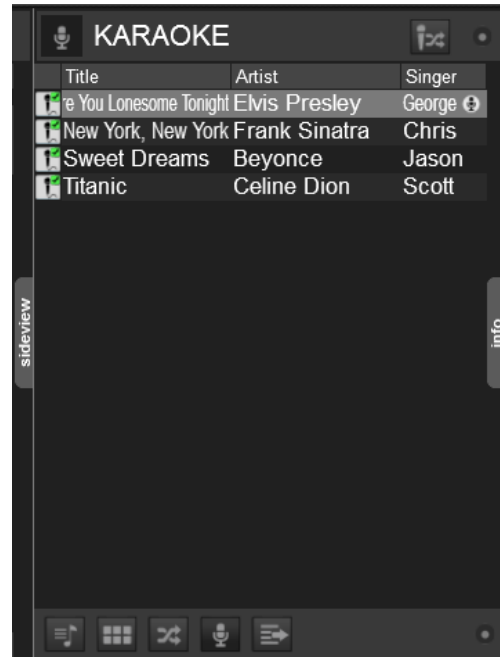 KARAOKE
Title Artist Singer
re You Lonesome Tonight Elvis Presley George
New York, New York Frank Sinatra Chris
Sweet Dreams Beyonce Jason
Titanic Celine Dion Scott
sideview
info